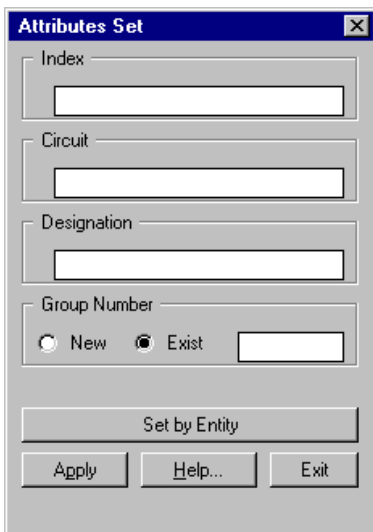 Attributes Set
Index
Circuit
Designation
Group Number
New Exist
Set by Entity
Apply Help... Exit